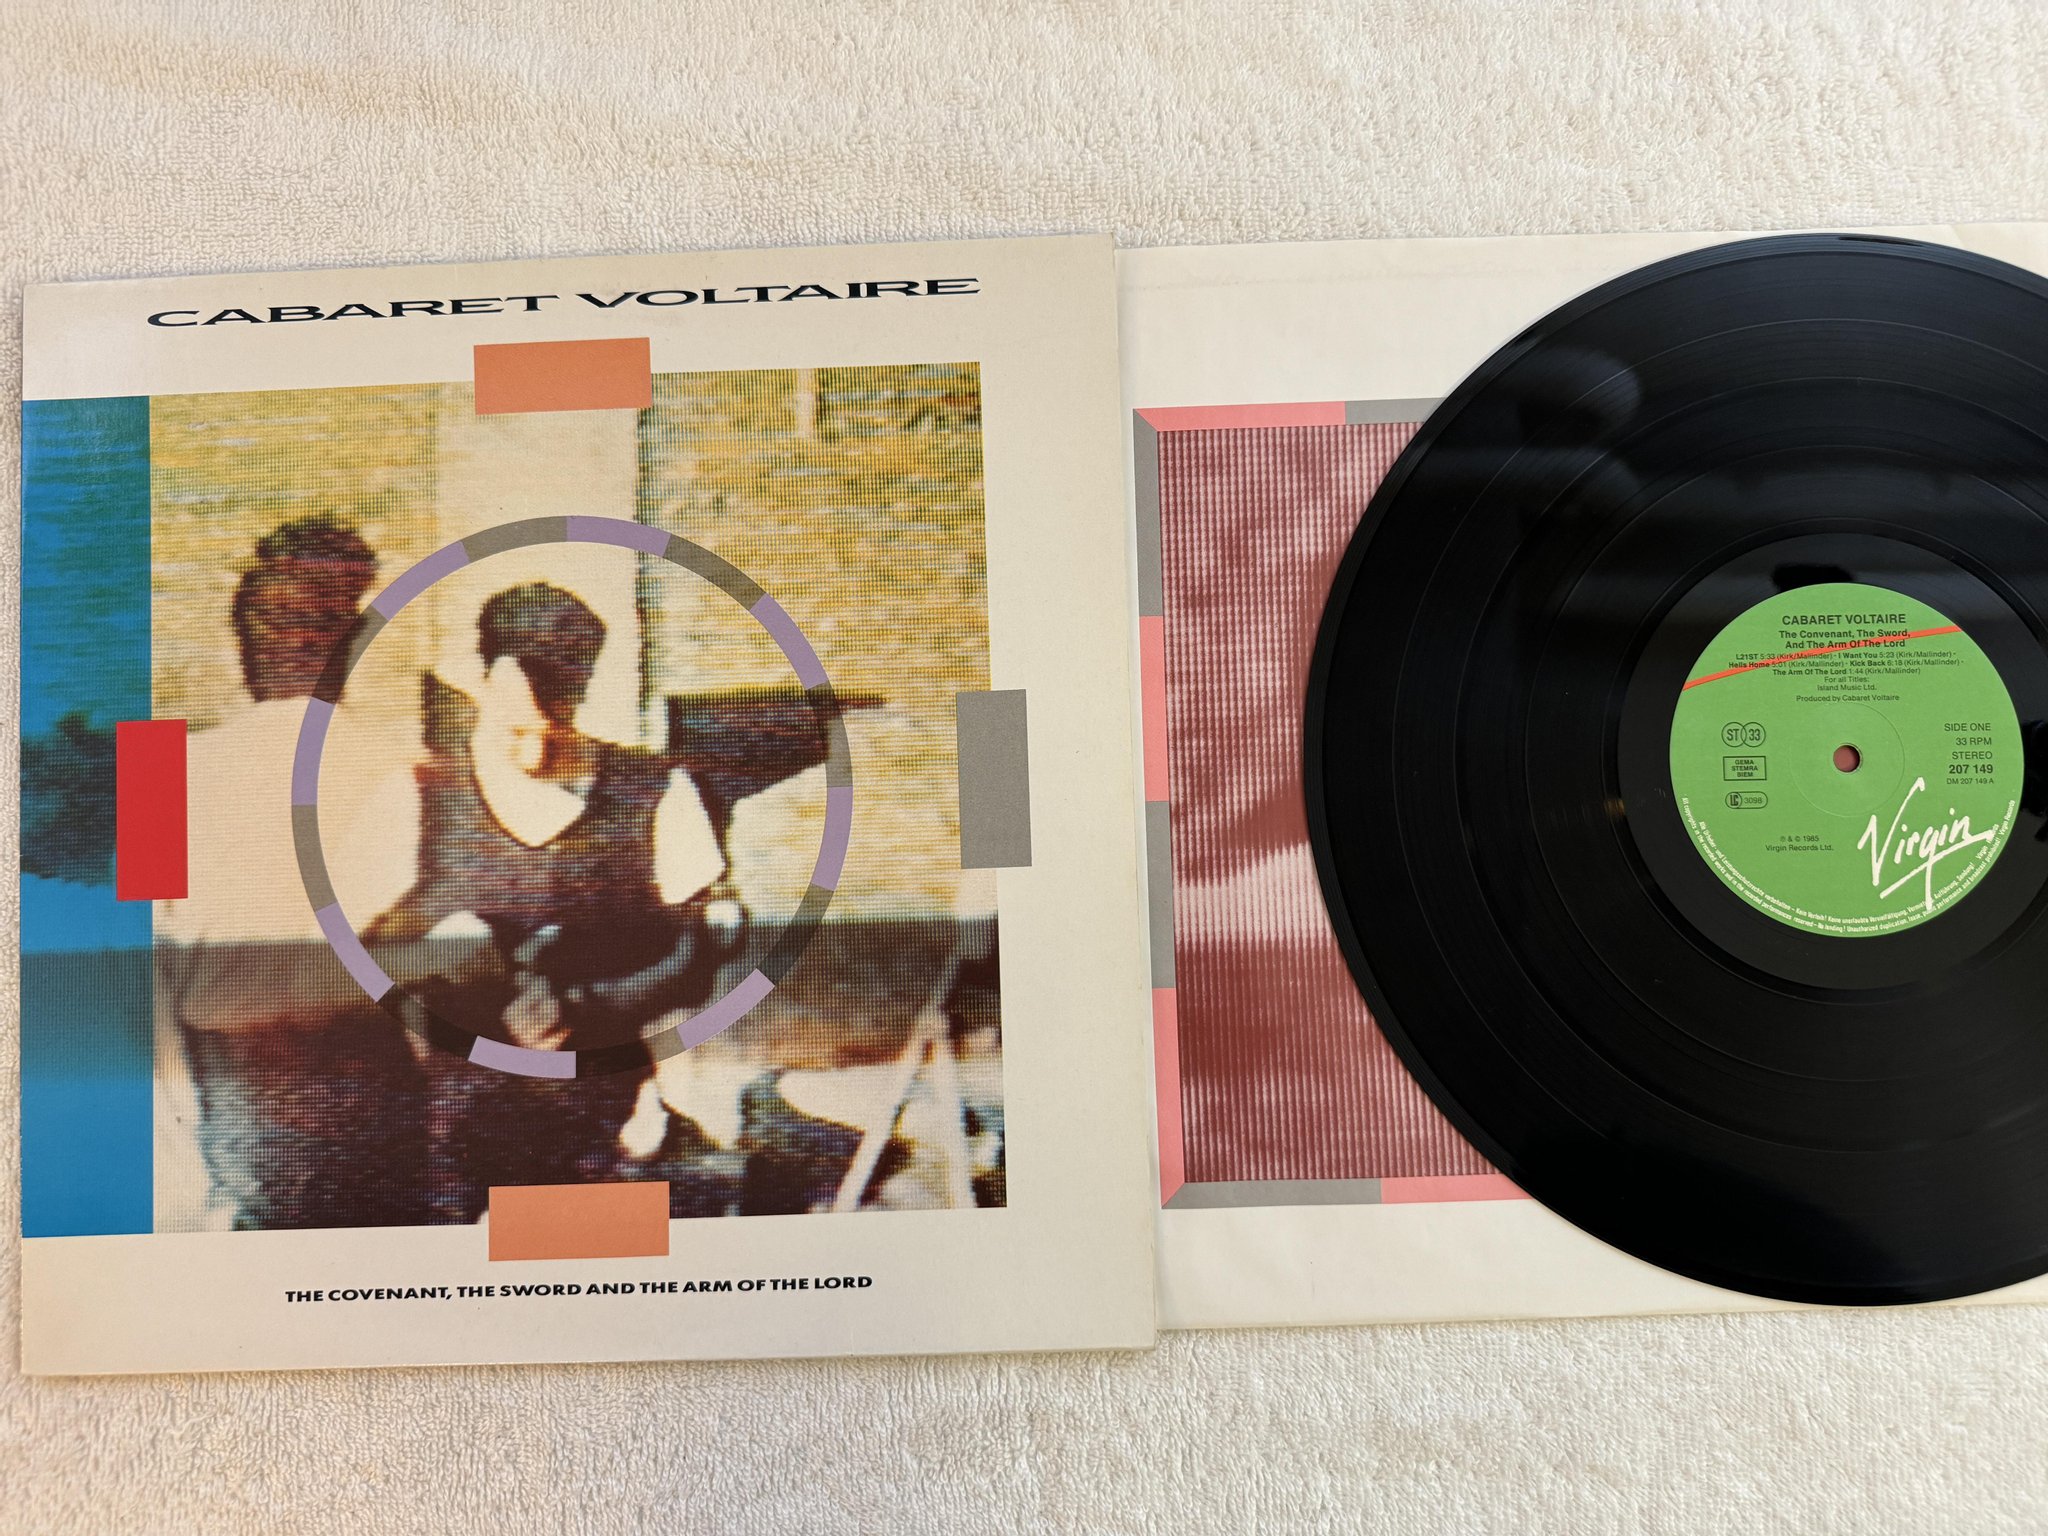 CABARET VOLTAIRE
THE COVENANT, THE SWORD AND THE ARM OF THE LORD
CABARET VOLTAIRE
The Convenant, The Sword,
And The Arm Of The Lord
L21ST 5:33 (Kirk/Mallinder) - I Want You 5:23 (Kirk/Mallinder) -
Hells Home 5:01 (Kirk/Mallinder) - Kick Back 6:18 (Kirk/Mallinder) -
The Arm Of The Lord 1:44 (Kirk/Mallinder)
For all Titles:
Island Music Ltd.
Produced by Cabaret Voltaire
ST 33
GEMA
STEMRA
BIEM
LC 3098
SIDE ONE
33 RPM
STEREO
207 149
DM 207 149 A
℗ & © 1985
Virgin Records Ltd.
Virgin